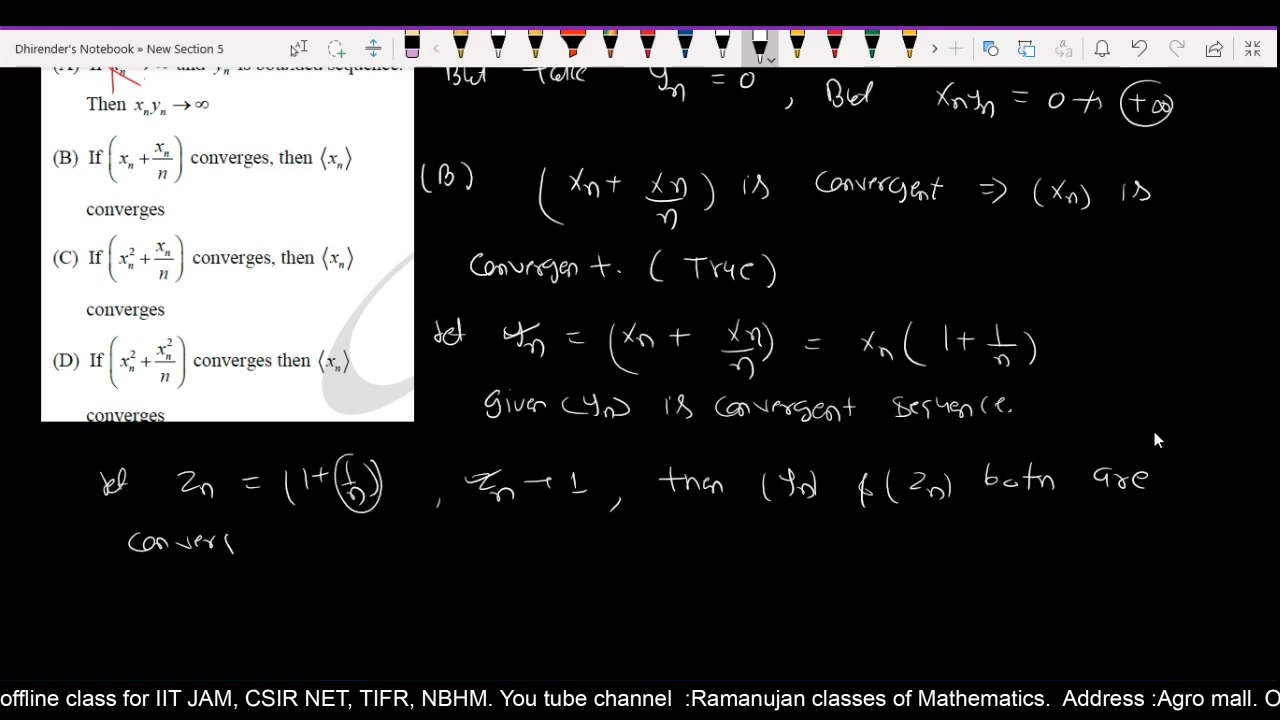 Dhirender's Notebook » New Section 5
Then xₙyₙ → ∞
(B) If (xₙ + xₙ/n) converges, then ⟨xₙ⟩
converges
(C) If (xₙ² + xₙ/n) converges, then ⟨xₙ⟩
converges
(D) If (xₙ² + xₙ²/n) converges then ⟨xₙ⟩
converges
But take yₙ = 0 , But xₙyₙ = 0 ↛ +∞
(B) (xₙ + xₙ/n) is convergent ⇒ (xₙ) is
convergent. (True)
Let yₙ = (xₙ + xₙ/n) = xₙ(1 + 1/n)
Given (yₙ) is convergent sequence.
Let zₙ = (1 + (1/n)) , zₙ → 1 , then (yₙ) & (zₙ) both are
converg
offline class for IIT JAM, CSIR NET, TIFR, NBHM. You tube channel :Ramanujan classes of Mathematics. Address :Agro mall.